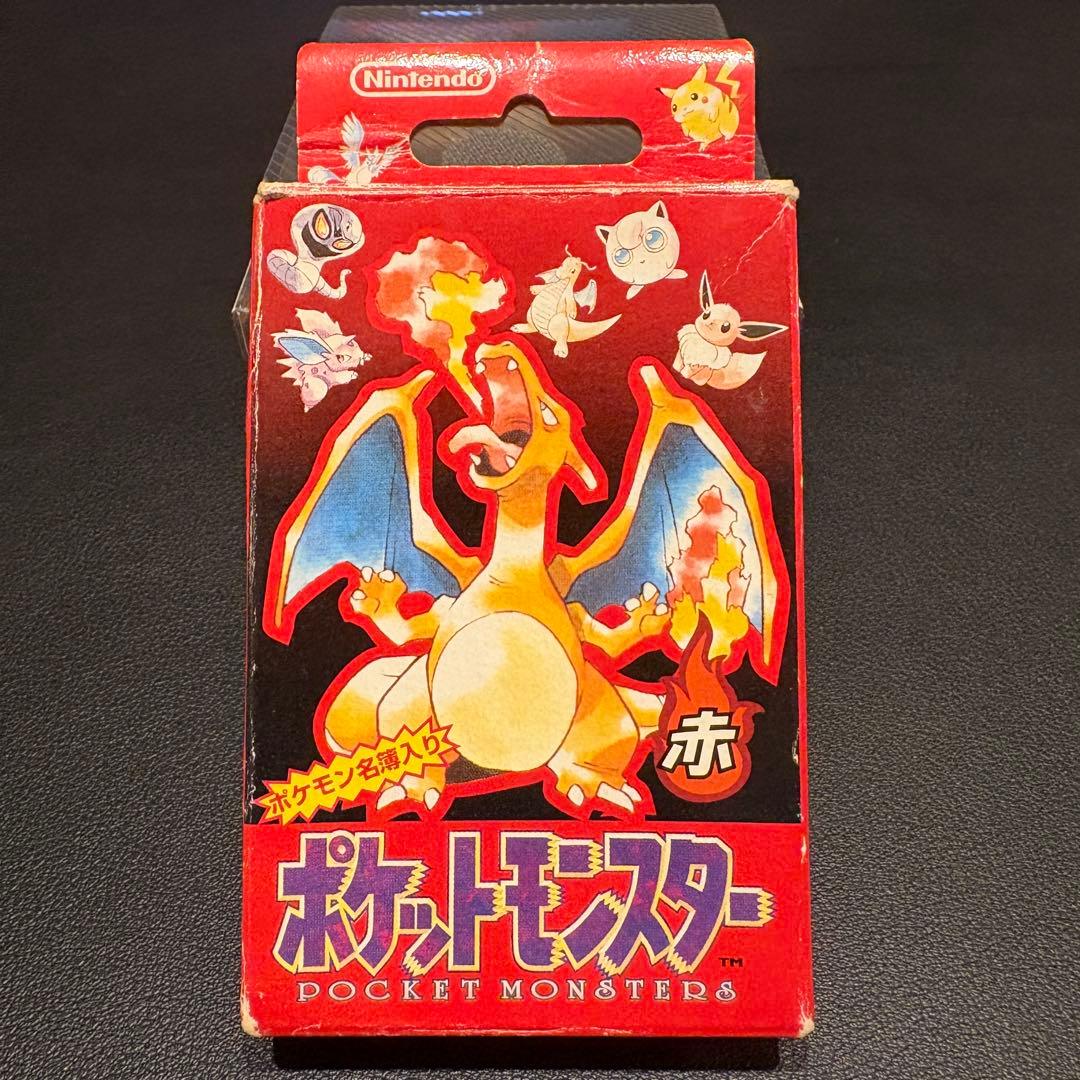 Nintendo
赤
ポケモン名簿入り
ポケットモンスター
TM
POCKET MONSTERS